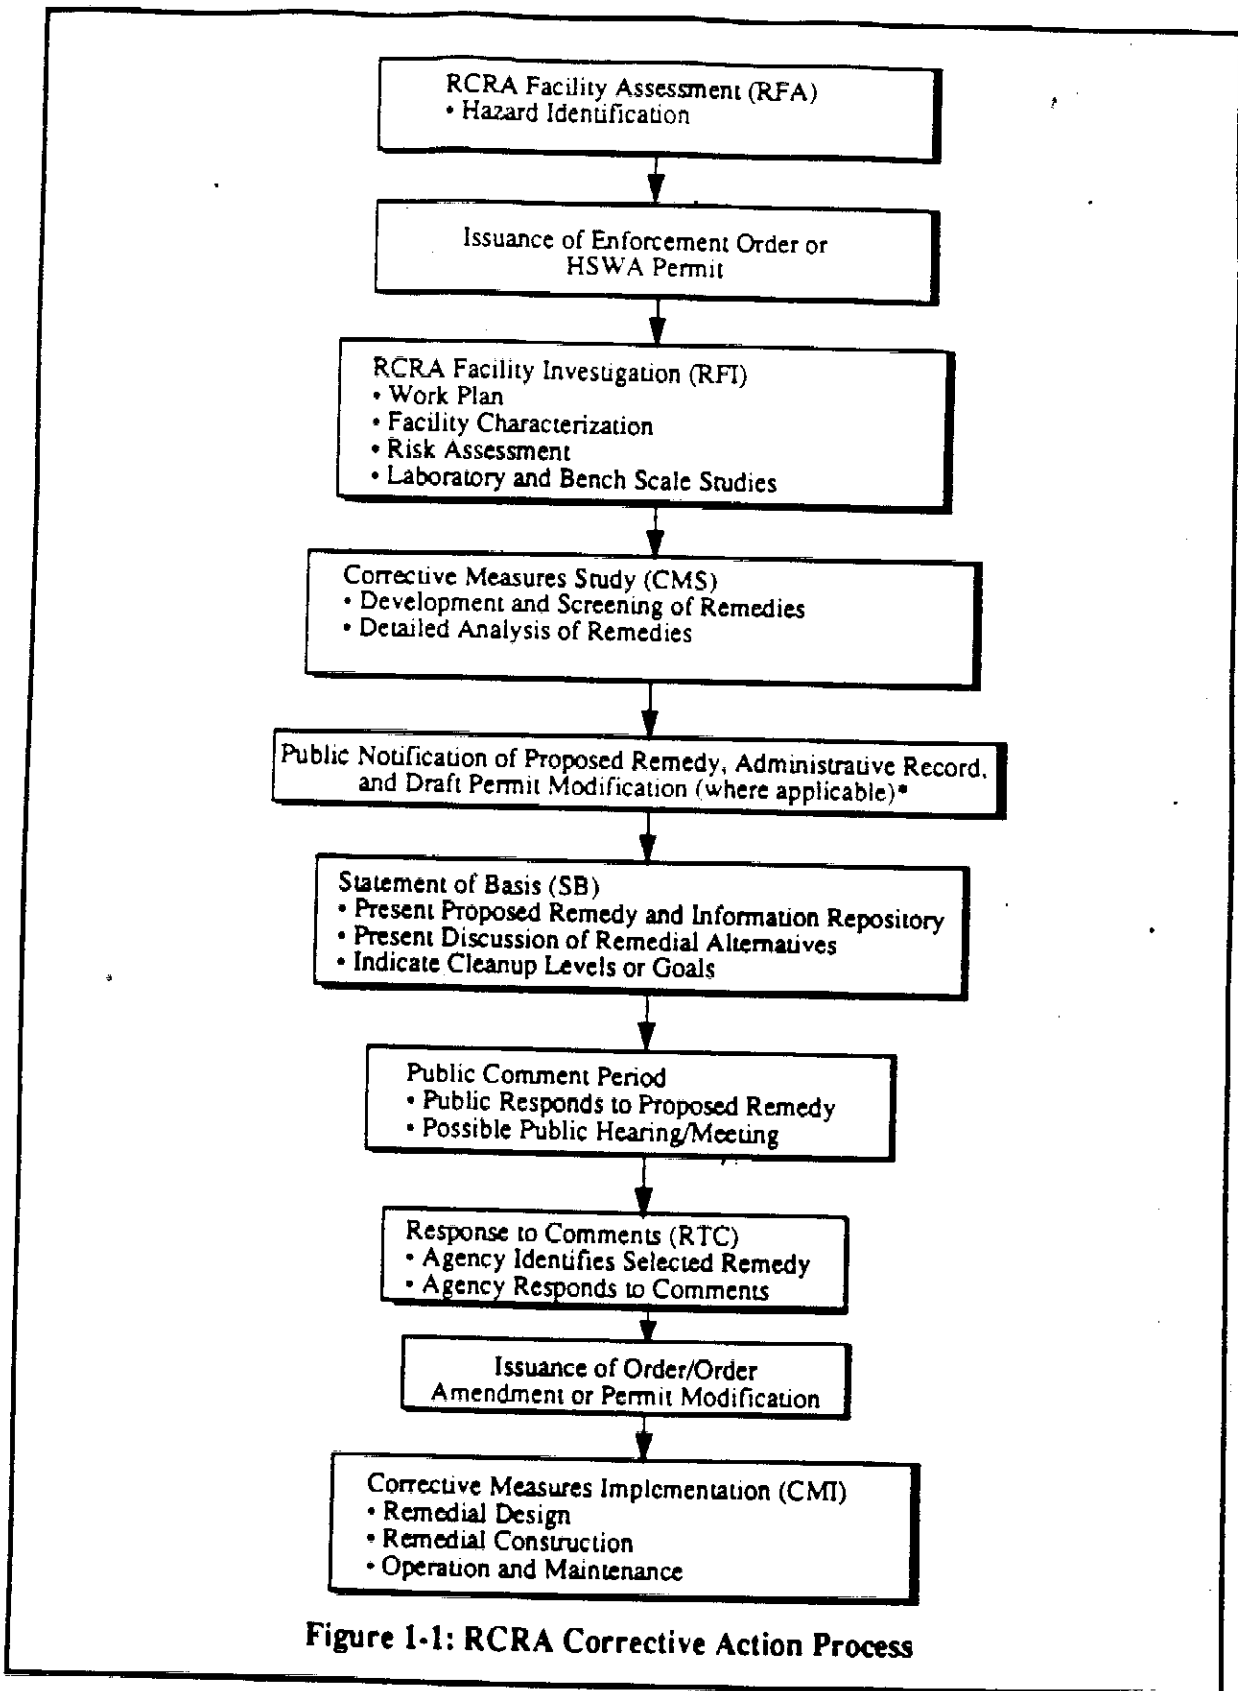 RCRA Facility Assessment (RFA)
• Hazard Identification
Issuance of Enforcement Order or
HSWA Permit
RCRA Facility Investigation (RFI)
• Work Plan
• Facility Characterization
• Risk Assessment
• Laboratory and Bench Scale Studies
Corrective Measures Study (CMS)
• Development and Screening of Remedies
• Detailed Analysis of Remedies
Public Notification of Proposed Remedy, Administrative Record,
and Draft Permit Modification (where applicable)*
Statement of Basis (SB)
• Present Proposed Remedy and Information Repository
• Present Discussion of Remedial Alternatives
• Indicate Cleanup Levels or Goals
Public Comment Period
• Public Responds to Proposed Remedy
• Possible Public Hearing/Meeting
Response to Comments (RTC)
• Agency Identifies Selected Remedy
• Agency Responds to Comments
Issuance of Order/Order
Amendment or Permit Modification
Corrective Measures Implementation (CMI)
• Remedial Design
• Remedial Construction
• Operation and Maintenance
Figure 1-1: RCRA Corrective Action Process